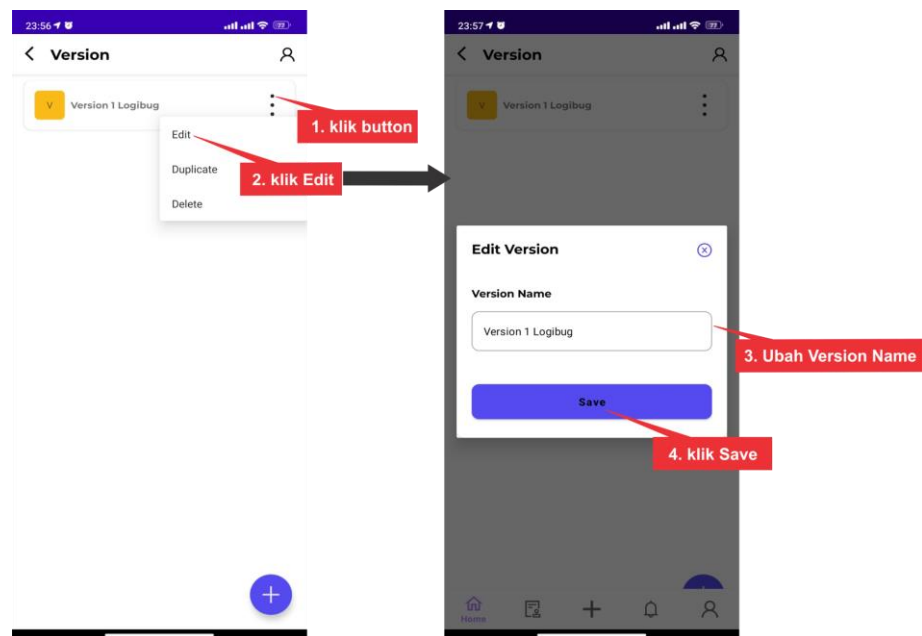 23:56
Version
V
Version 1 Logibug
1. klik button
Edit
Duplicate
2. klik Edit
Delete
23:57
Version
V
Version 1 Logibug
Edit Version
Version Name
Version 1 Logibug
3. Ubah Version Name
Save
4. klik Save
Home